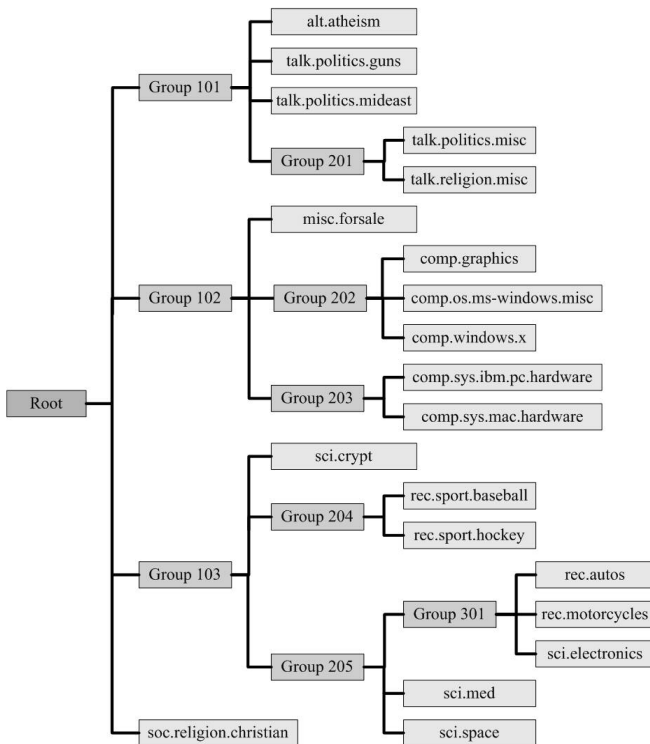 alt.atheism
talk.politics.guns
Group 101
talk.politics.mideast
talk.politics.misc
Group 201
talk.religion.misc
misc.forsale
comp.graphics
Group 102
Group 202
comp.os.ms-windows.misc
comp.windows.x
comp.sys.ibm.pc.hardware
Group 203
Root
comp.sys.mac.hardware
sci.crypt
rec.sport.baseball
Group 204
rec.sport.hockey
Group 103
rec.autos
Group 301
rec.motorcycles
sci.electronics
Group 205
sci.med
soc.religion.christian
sci.space